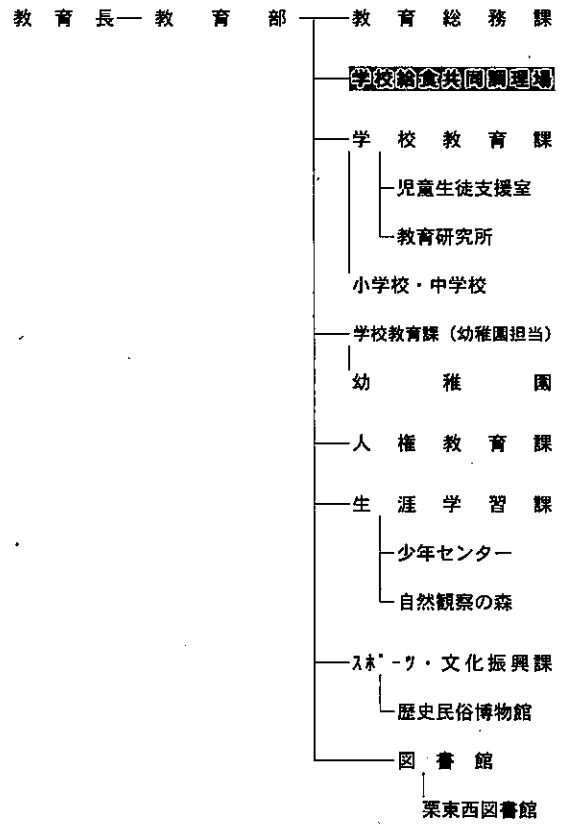 教育長 教育部 教育総務課
学校給食共同調理場
学校教育課
児童生徒支援室
教育研究所
小学校・中学校
学校教育課（幼稚園担当）
幼稚園
人権教育課
生涯学習課
少年センター
自然観察の森
スポーツ・文化振興課
歴史民俗博物館
図書館
栗東西図書館